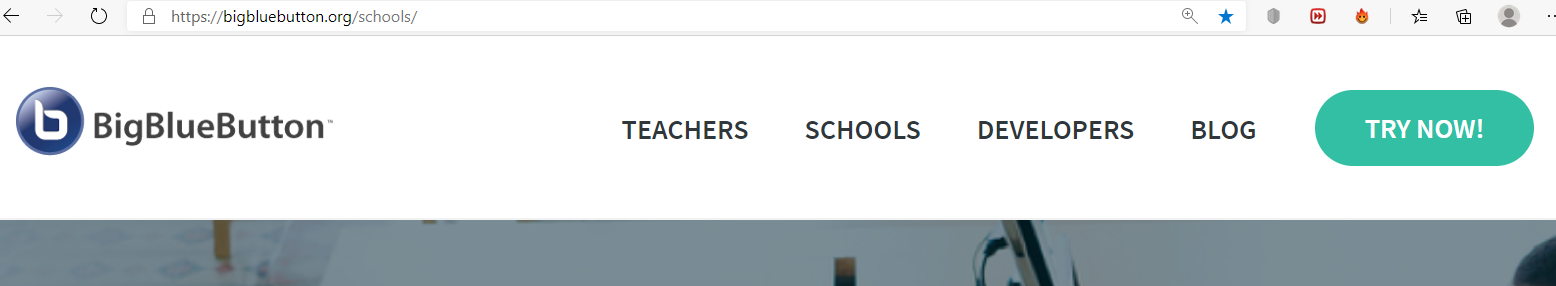 https://bigbluebutton.org/schools/
BigBlueButton™
TEACHERS SCHOOLS DEVELOPERS BLOG TRY NOW!